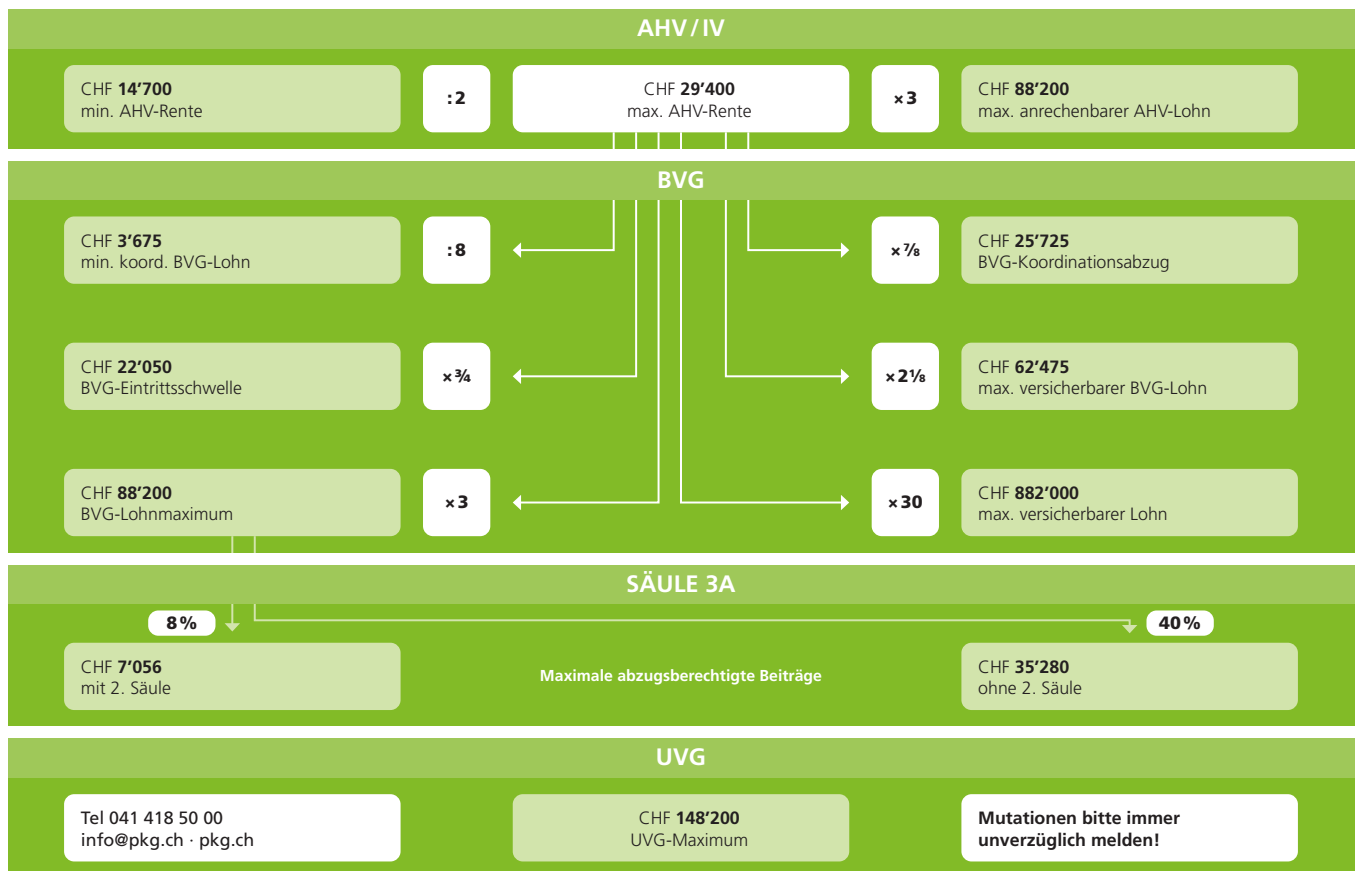 AHV/IV
CHF 14’700
min. AHV-Rente
:2
CHF 29’400
max. AHV-Rente
×3
CHF 88’200
max. anrechenbarer AHV-Lohn
BVG
CHF 3’675
min. koord. BVG-Lohn
:8
×⅞
CHF 25’725
BVG-Koordinationsabzug
CHF 22’050
BVG-Eintrittsschwelle
×¾
×2⅛
CHF 62’475
max. versicherbarer BVG-Lohn
CHF 88’200
BVG-Lohnmaximum
×3
×30
CHF 882’000
max. versicherbarer Lohn
SÄULE 3A
8%
40%
CHF 7’056
mit 2. Säule
Maximale abzugsberechtigte Beiträge
CHF 35’280
ohne 2. Säule
UVG
Tel 041 418 50 00
info@pkg.ch · pkg.ch
CHF 148’200
UVG-Maximum
Mutationen bitte immer
unverzüglich melden!